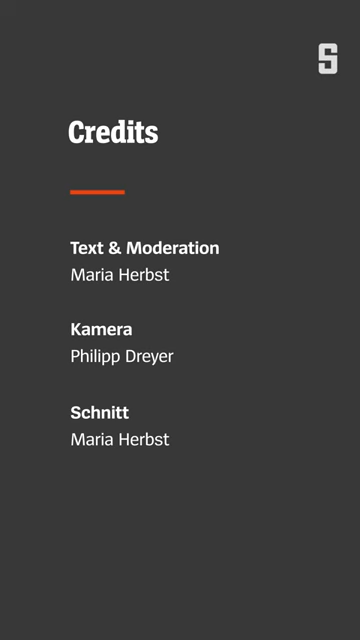 S
Credits
Text & Moderation
Maria Herbst
Kamera
Philipp Dreyer
Schnitt
Maria Herbst